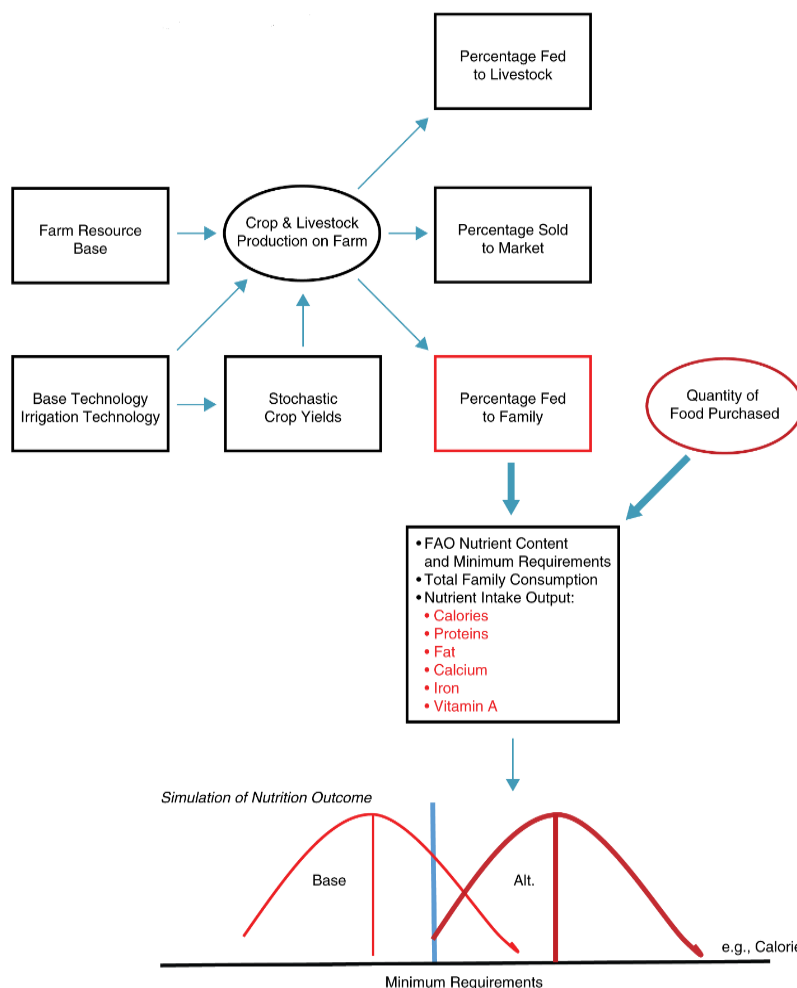 Percentage Fed
to Livestock
Farm Resource
Base
Crop & Livestock
Production on Farm
Percentage Sold
to Market
Base Technology
Irrigation Technology
Stochastic
Crop Yields
Percentage Fed
to Family
Quantity of
Food Purchased
• FAO Nutrient Content
and Minimum Requirements
• Total Family Consumption
• Nutrient Intake Output:
• Calories
• Proteins
• Fat
• Calcium
• Iron
• Vitamin A
Simulation of Nutrition Outcome
Base
Alt.
e.g., Calorie
Minimum Requirements